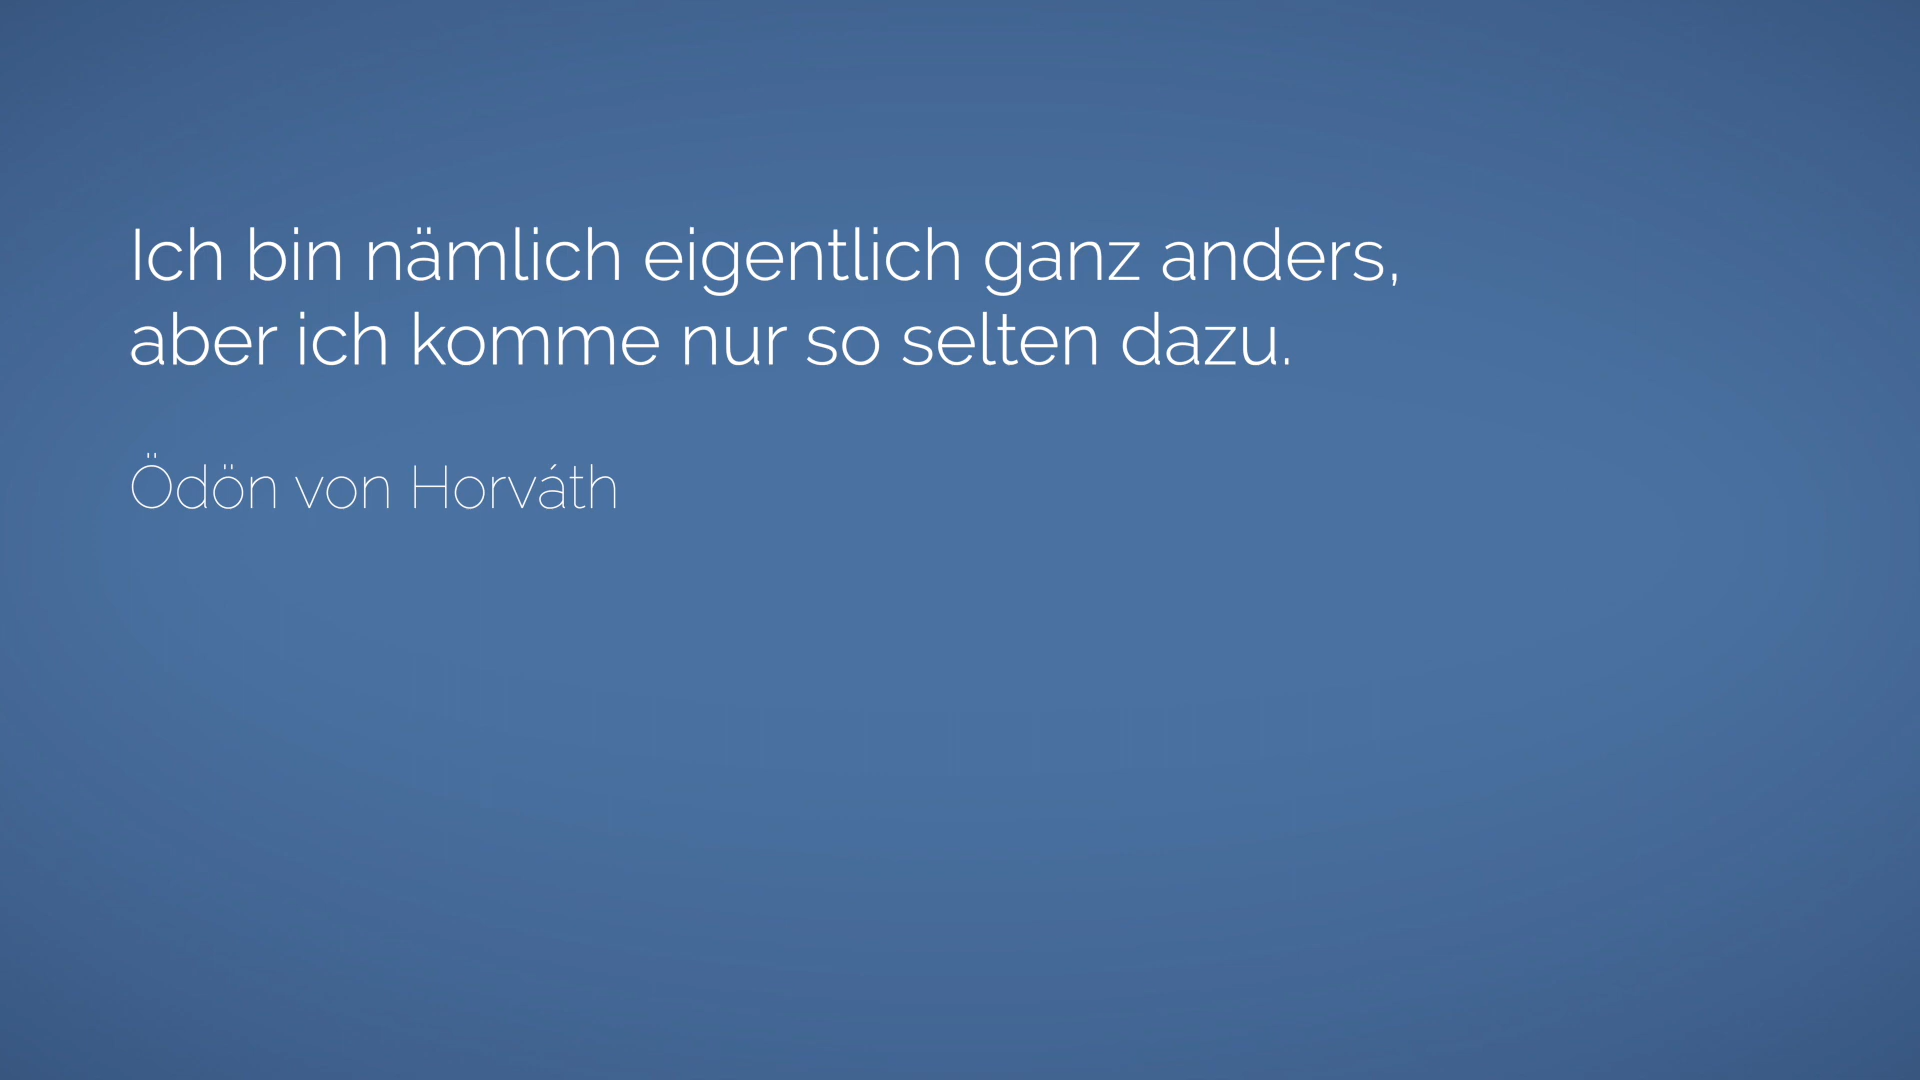 Ich bin nämlich eigentlich ganz anders,
aber ich komme nur so selten dazu.
Ödön von Horváth